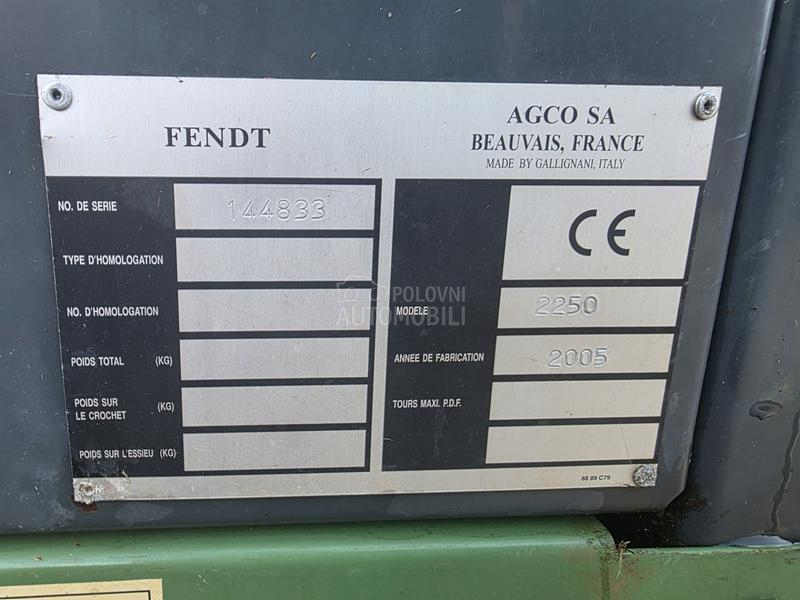 FENDT
AGCO SA
BEAUVAIS, FRANCE
MADE BY GALLIGNANI, ITALY
NO. DE SERIE 144833
TYPE D'HOMOLOGATION
NO. D'HOMOLOGATION
POIDS TOTAL (KG)
POIDS SUR
LE CROCHET (KG)
POIDS SUR L'ESSIEU (KG)
CE
MODELE 2250
ANNEE DE FABRICATION 2005
TOURS MAXI. P.D.F.
88 89 C79
POLOVNI
AUTOMOBILI